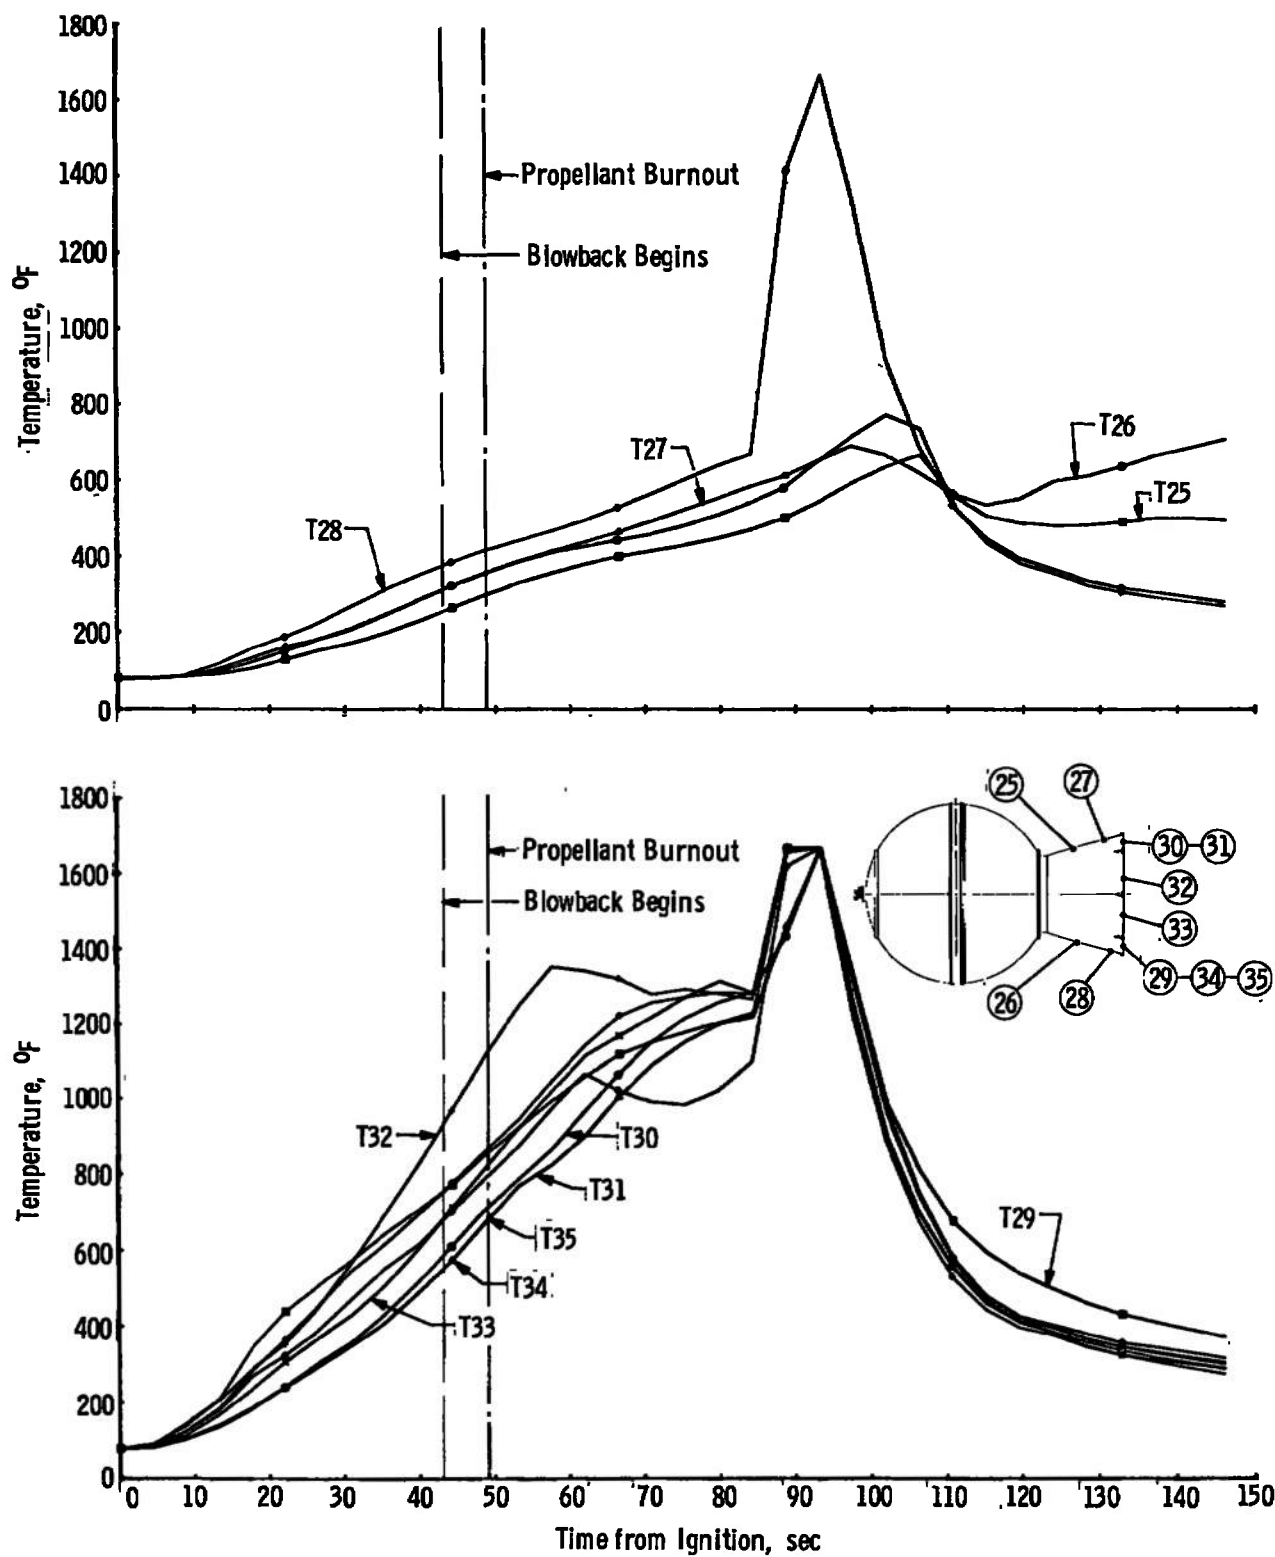 1800
1600
1400
1200
1000
800
600
400
200
0
Temperature, °F
Propellant Burnout
Blowback Begins
T28
T27
T26
T25
1800
1600
1400
1200
1000
800
600
400
200
0
Temperature, °F
Propellant Burnout
Blowback Begins
T32
T30
T31
T35
T34
T33
T29
25
27
30
31
32
33
29
34
35
26
28
0 10 20 30 40 50 60 70 80 90 100 110 120 130 140 150
Time from Ignition, sec